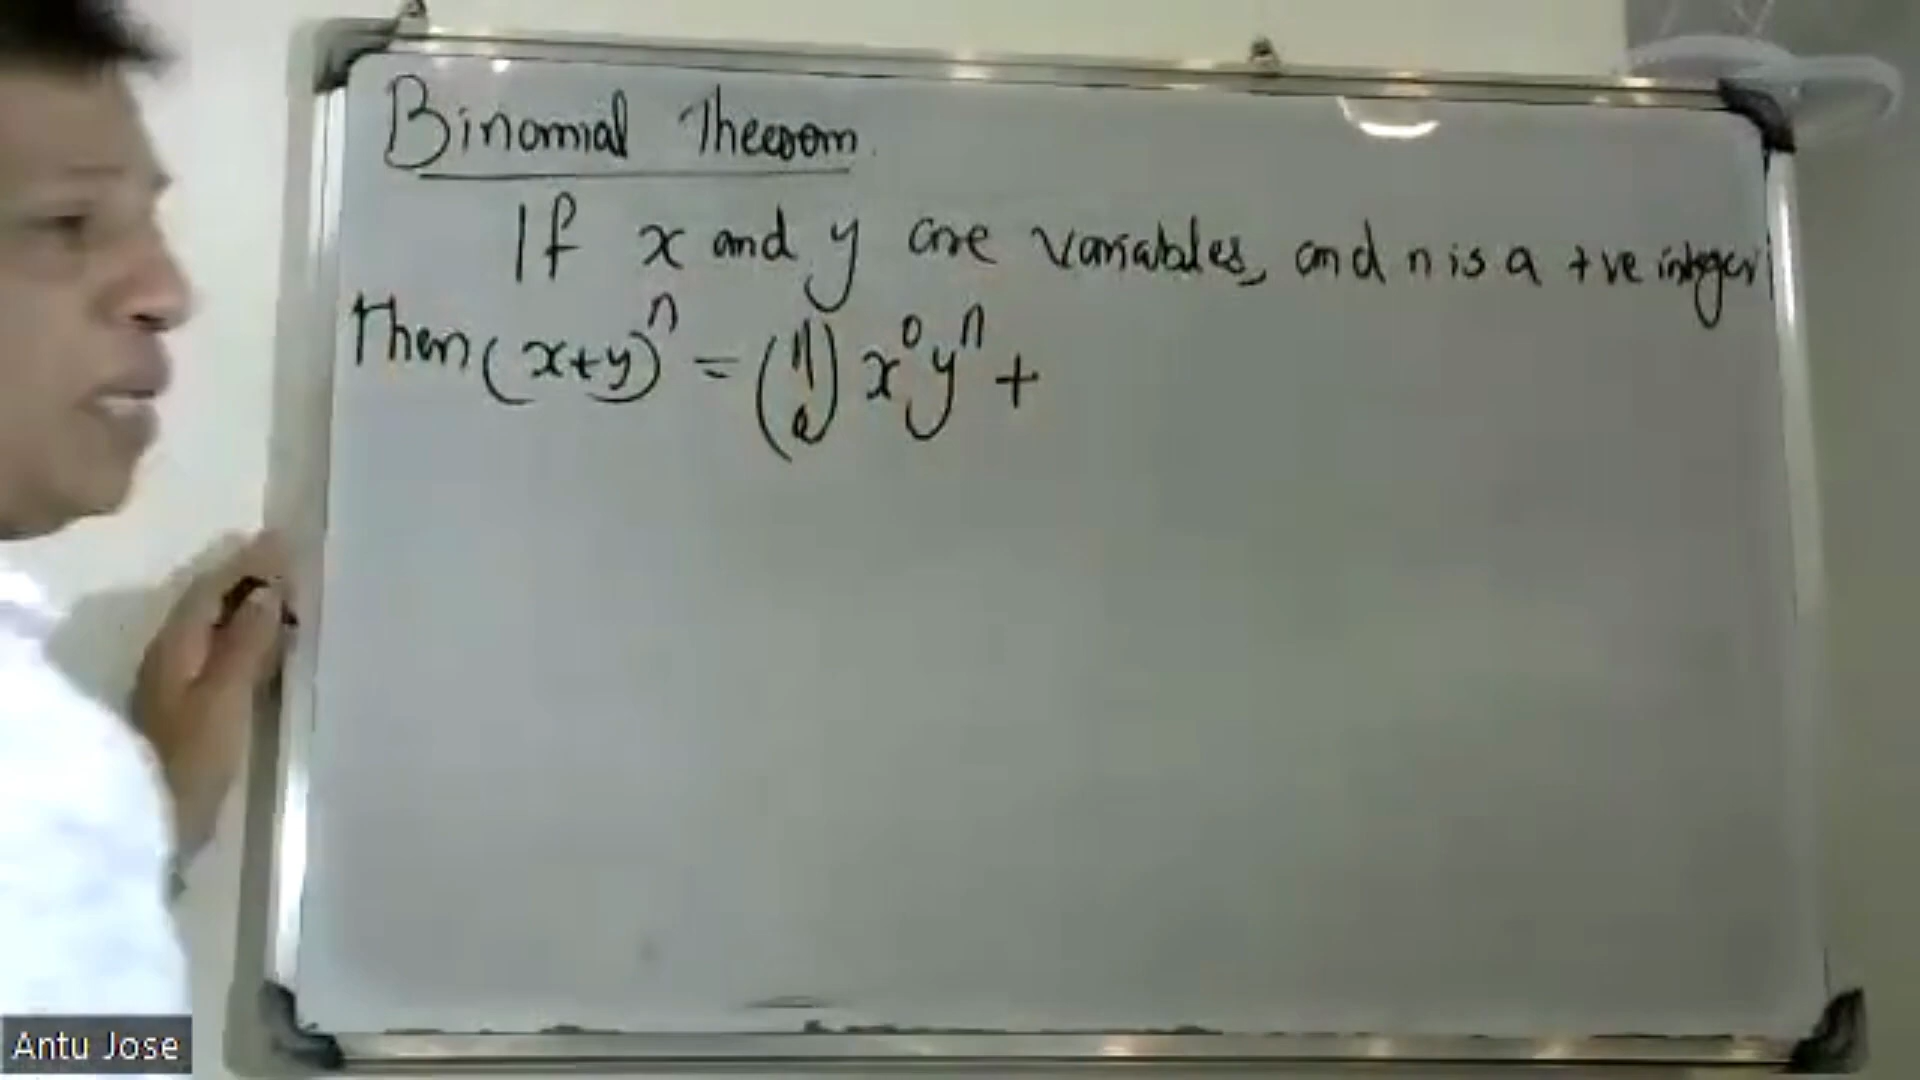 Binomial Theorem
If x and y are variables, and n is a +ve integer
then (x+y)^n = (n 0) x^0 y^n +
Antu Jose